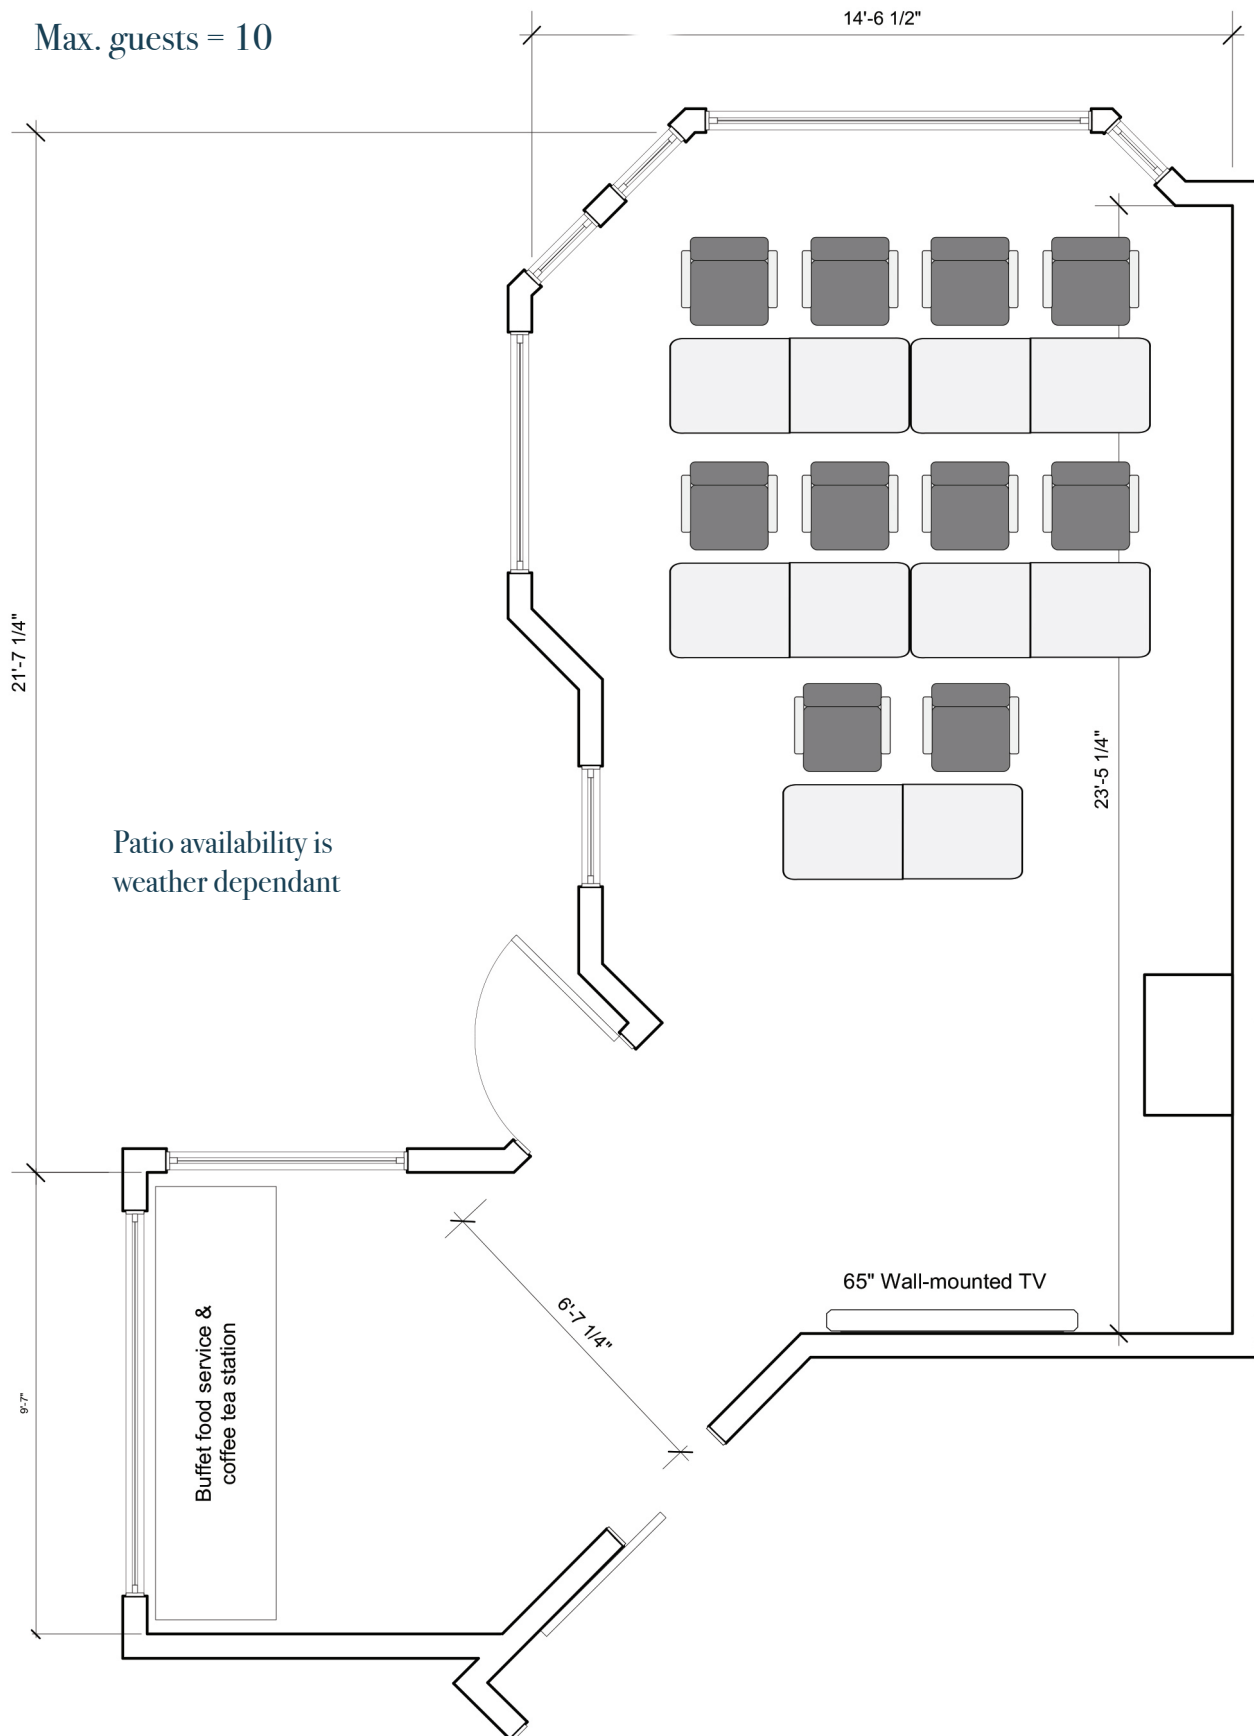 Max. guests = 10
14'-6 1/2"
21'-7 1/4"
23'-5 1/4"
Patio availability is
weather dependant
65" Wall-mounted TV
6'-7 1/4"
Buffet food service &
coffee tea station
9'-7"